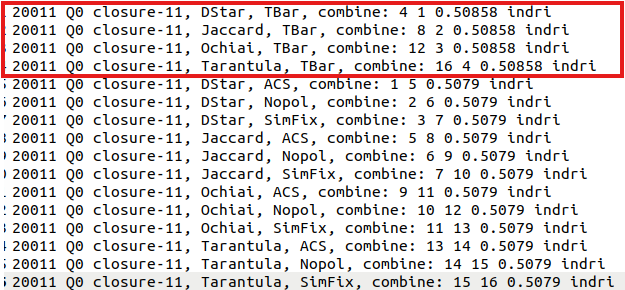 20011 Q0 closure-11, DStar, TBar, combine: 4 1 0.50858 indri
20011 Q0 closure-11, Jaccard, TBar, combine: 8 2 0.50858 indri
20011 Q0 closure-11, Ochiai, TBar, combine: 12 3 0.50858 indri
20011 Q0 closure-11, Tarantula, TBar, combine: 16 4 0.50858 indri
20011 Q0 closure-11, DStar, ACS, combine: 1 5 0.5079 indri
20011 Q0 closure-11, DStar, Nopol, combine: 2 6 0.5079 indri
20011 Q0 closure-11, DStar, SimFix, combine: 3 7 0.5079 indri
20011 Q0 closure-11, Jaccard, ACS, combine: 5 8 0.5079 indri
20011 Q0 closure-11, Jaccard, Nopol, combine: 6 9 0.5079 indri
20011 Q0 closure-11, Jaccard, SimFix, combine: 7 10 0.5079 indri
20011 Q0 closure-11, Ochiai, ACS, combine: 9 11 0.5079 indri
20011 Q0 closure-11, Ochiai, Nopol, combine: 10 12 0.5079 indri
20011 Q0 closure-11, Ochiai, SimFix, combine: 11 13 0.5079 indri
20011 Q0 closure-11, Tarantula, ACS, combine: 13 14 0.5079 indri
20011 Q0 closure-11, Tarantula, Nopol, combine: 14 15 0.5079 indri
20011 Q0 closure-11, Tarantula, SimFix, combine: 15 16 0.5079 indri